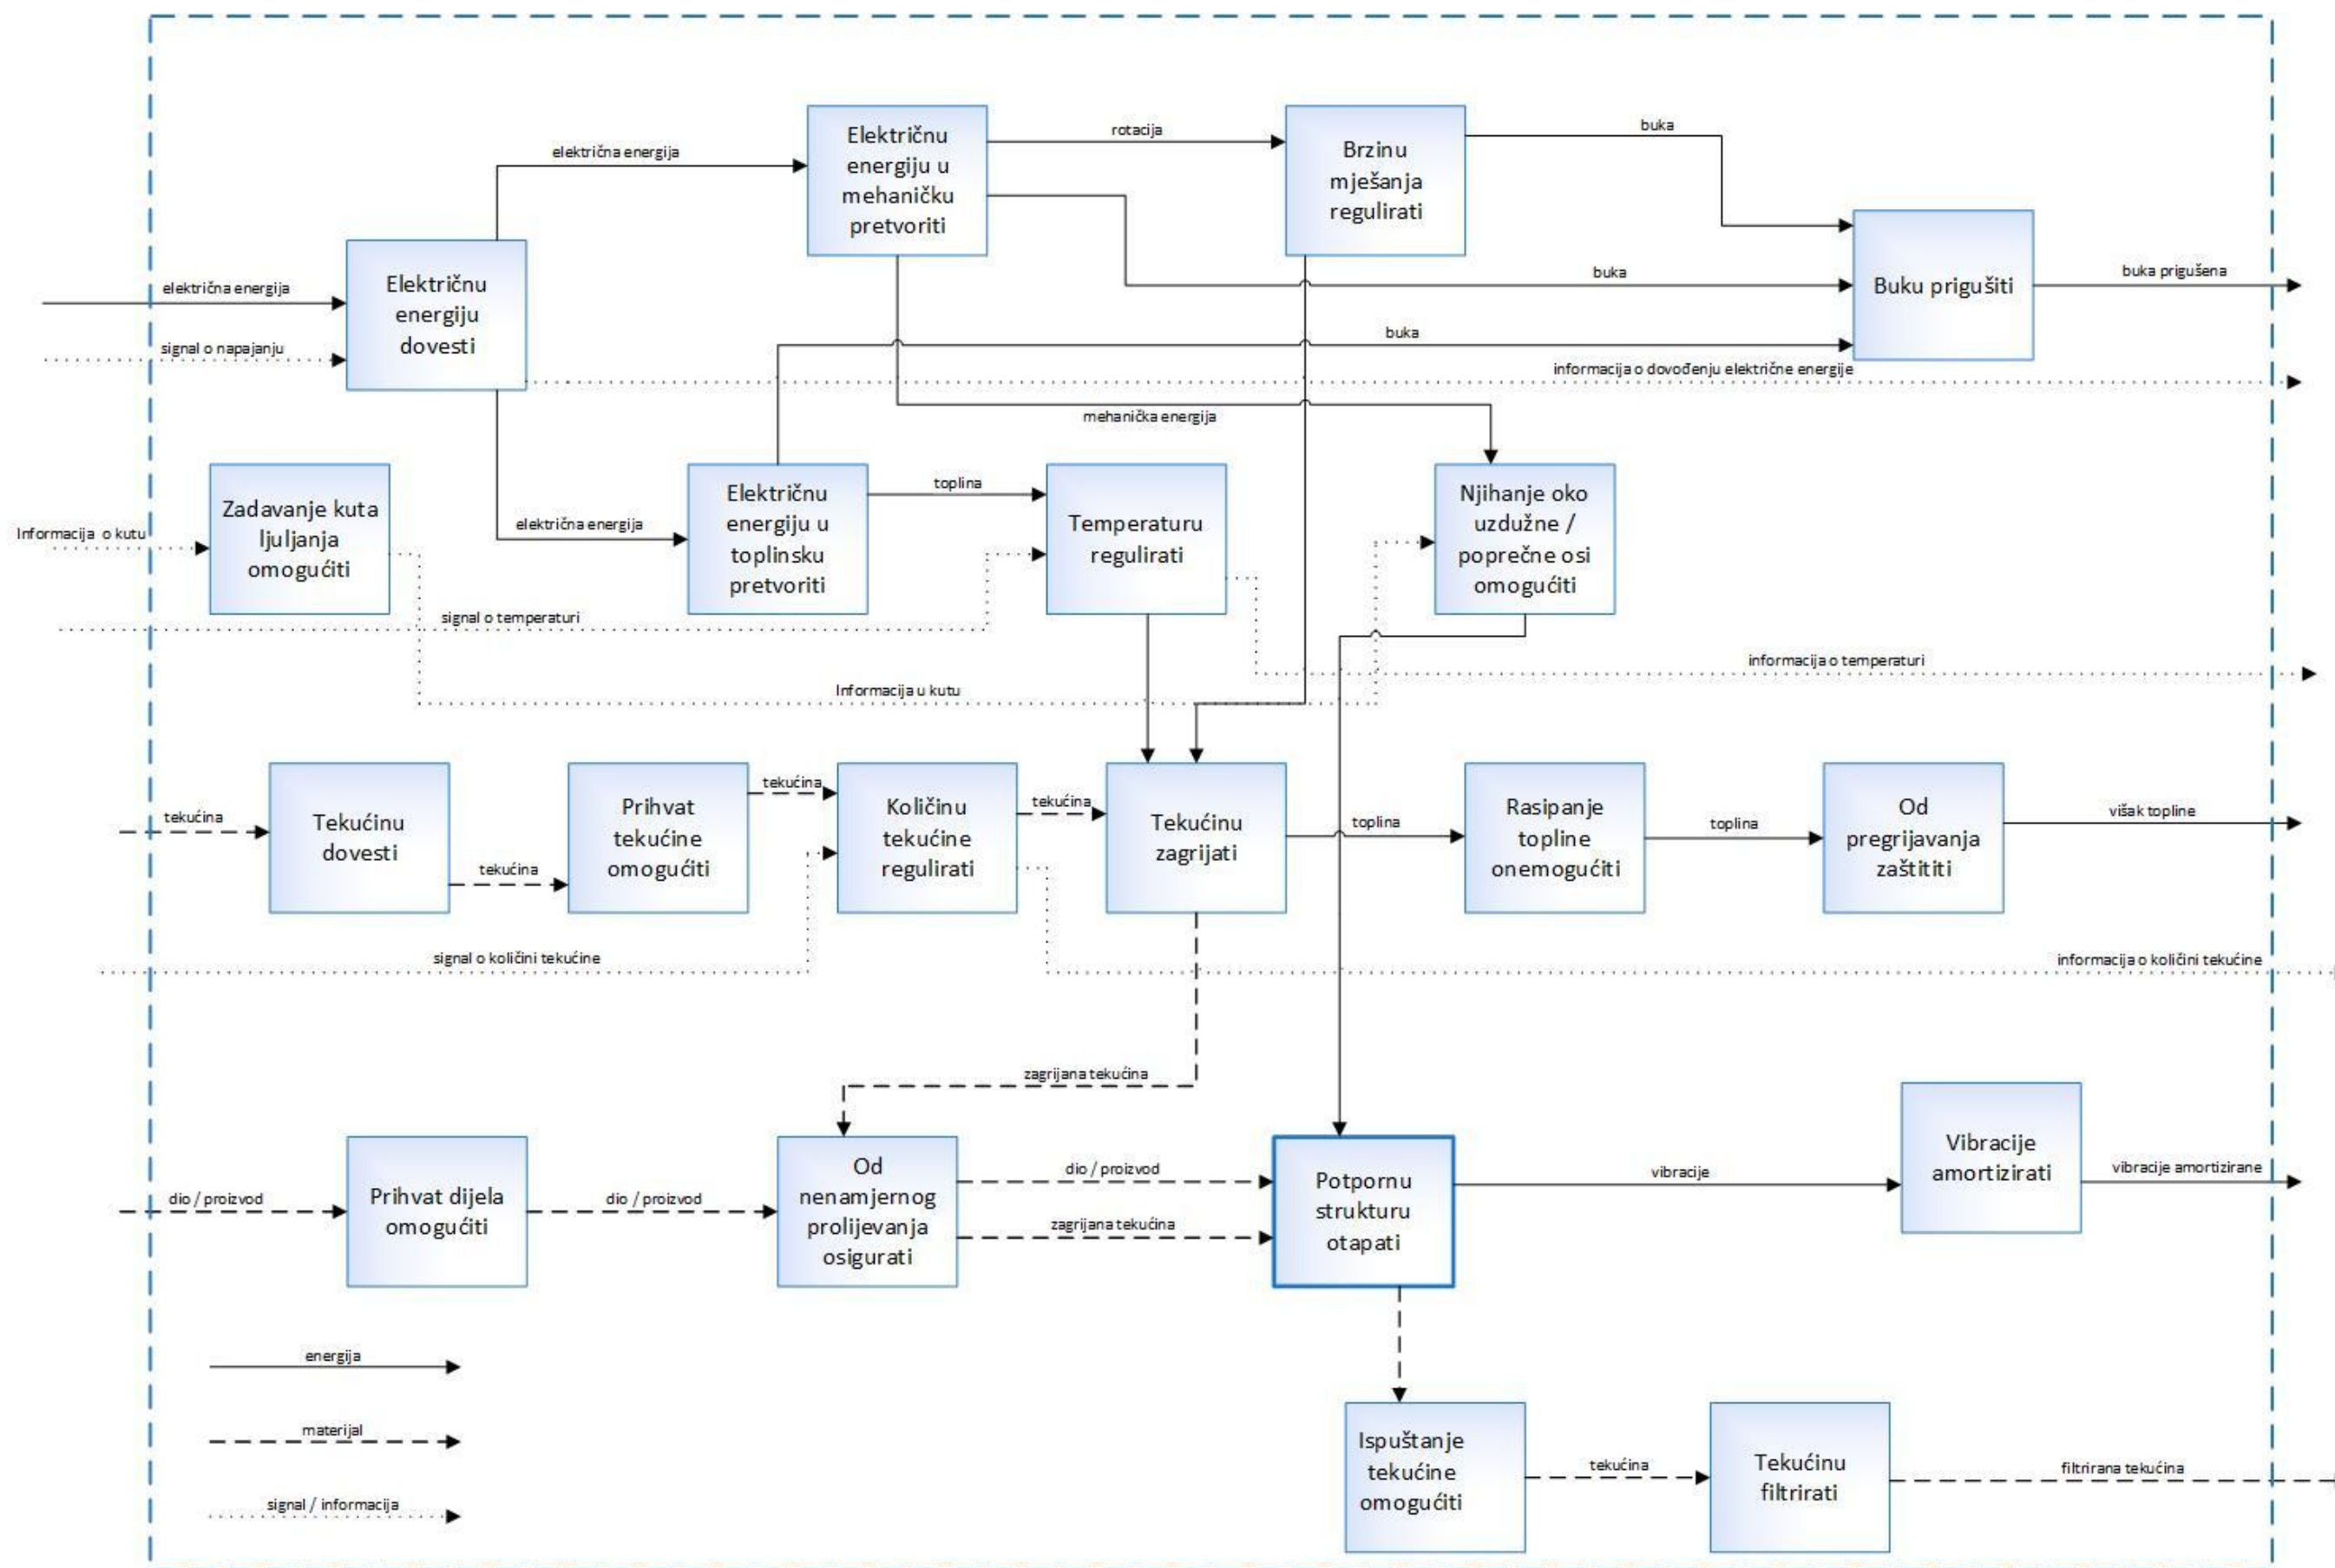 Električnu
energiju u
mehaničku
pretvoriti
rotacija
Brzinu
mješanja
regulirati
buka
električna energija
Električnu
energiju
dovesti
električna energija
signal o napajanju
buka
Buku prigušiti
buka prigušena
buka
informacija o dovođenju električne energije
mehanička energija
Informacija o kutu
Zadavanje kuta
ljuljanja
omogućiti
električna energija
Električnu
energiju u
toplinsku
pretvoriti
toplina
Temperaturu
regulirati
Njihanje oko
uzdužne /
poprečne osi
omogućiti
signal o temperaturi
informacija o temperaturi
Informacija u kutu
tekućina
Tekućinu
dovesti
tekućina
Prihvat
tekućine
omogućiti
tekućina
Količinu
tekućine
regulirati
tekućina
Tekućinu
zagrijati
toplina
Rasipanje
topline
onemogućiti
toplina
Od
pregrijavanja
zaštititi
višak topline
signal o količini tekućine
informacija o količini tekućine
zagrijana tekućina
dio / proizvod
Prihvat dijela
omogućiti
dio / proizvod
Od
nenamjernog
prolijevanja
osigurati
dio / proizvod
zagrijana tekućina
Potpornu
strukturu
otapati
vibracije
Vibracije
amortizirati
vibracije amortizirane
energija
materijal
signal / informacija
Ispuštanje
tekućine
omogućiti
tekućina
Tekućinu
filtrirati
filtrirana tekućina